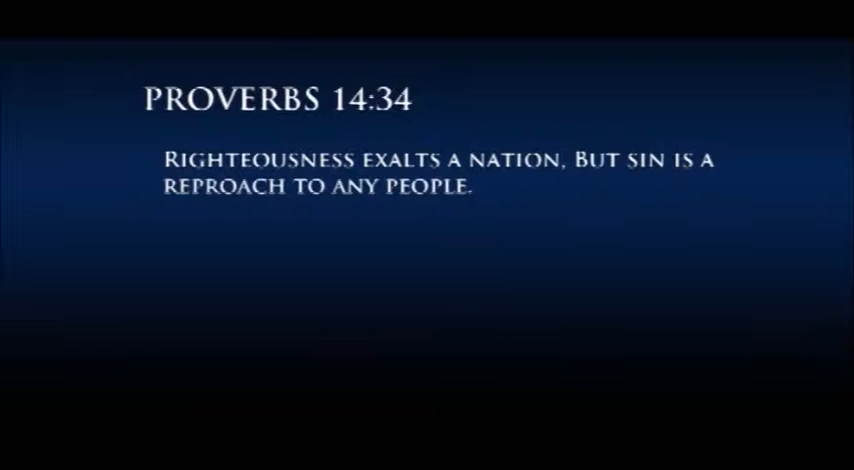 PROVERBS 14:34
RIGHTEOUSNESS EXALTS A NATION, BUT SIN IS A
REPROACH TO ANY PEOPLE.